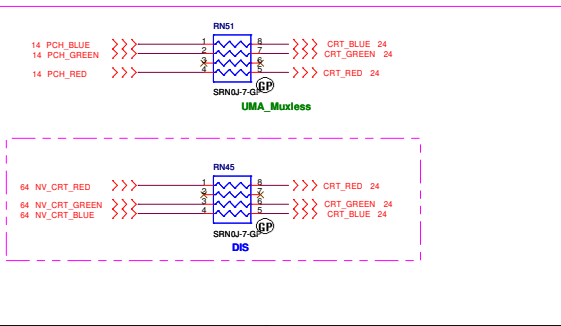 RN51
14 PCH_BLUE 1 8 CRT_BLUE 24
14 PCH_GREEN 2 7 CRT_GREEN 24
3 6
14 PCH_RED 4 5 CRT_RED 24
SRN0J-7-GP GP
UMA_Muxless
RN45
64 NV_CRT_RED 1 8 CRT_RED 24
2 7
64 NV_CRT_GREEN 3 6 CRT_GREEN 24
64 NV_CRT_BLUE 4 5 CRT_BLUE 24
SRN0J-7-GP GP
DIS